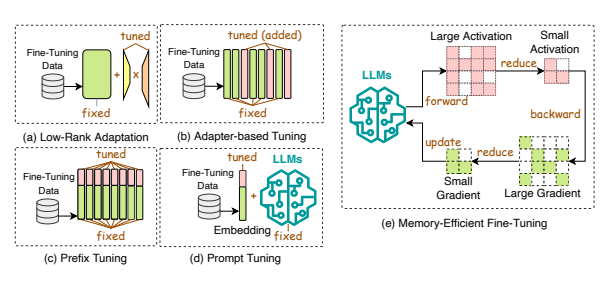 tuned
Fine-Tuning
Data
+
x
fixed
(a) Low-Rank Adaptation
tuned (added)
Fine-Tuning
Data
fixed
(b) Adapter-based Tuning
tuned
Fine-Tuning
Data
fixed
(c) Prefix Tuning
tuned
LLMs
Fine-Tuning
Data
+
Embedding
fixed
(d) Prompt Tuning
Large Activation
Small
Activation
reduce
LLMs
forward
backward
update
reduce
Small
Gradient
Large Gradient
(e) Memory-Efficient Fine-Tuning